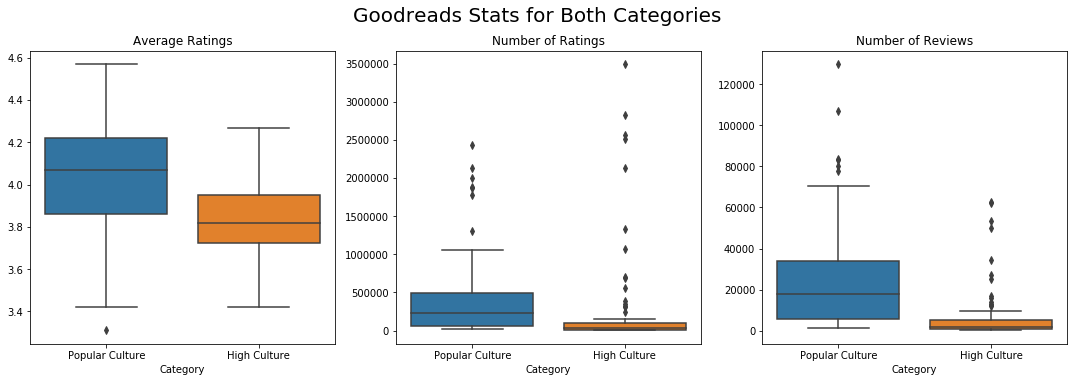 Goodreads Stats for Both Categories
Average Ratings
4.6
4.4
4.2
4.0
3.8
3.6
3.4
Popular Culture High Culture
Category
Number of Ratings
3500000
3000000
2500000
2000000
1500000
1000000
500000
0
Popular Culture High Culture
Category
Number of Reviews
120000
100000
80000
60000
40000
20000
0
Popular Culture High Culture
Category